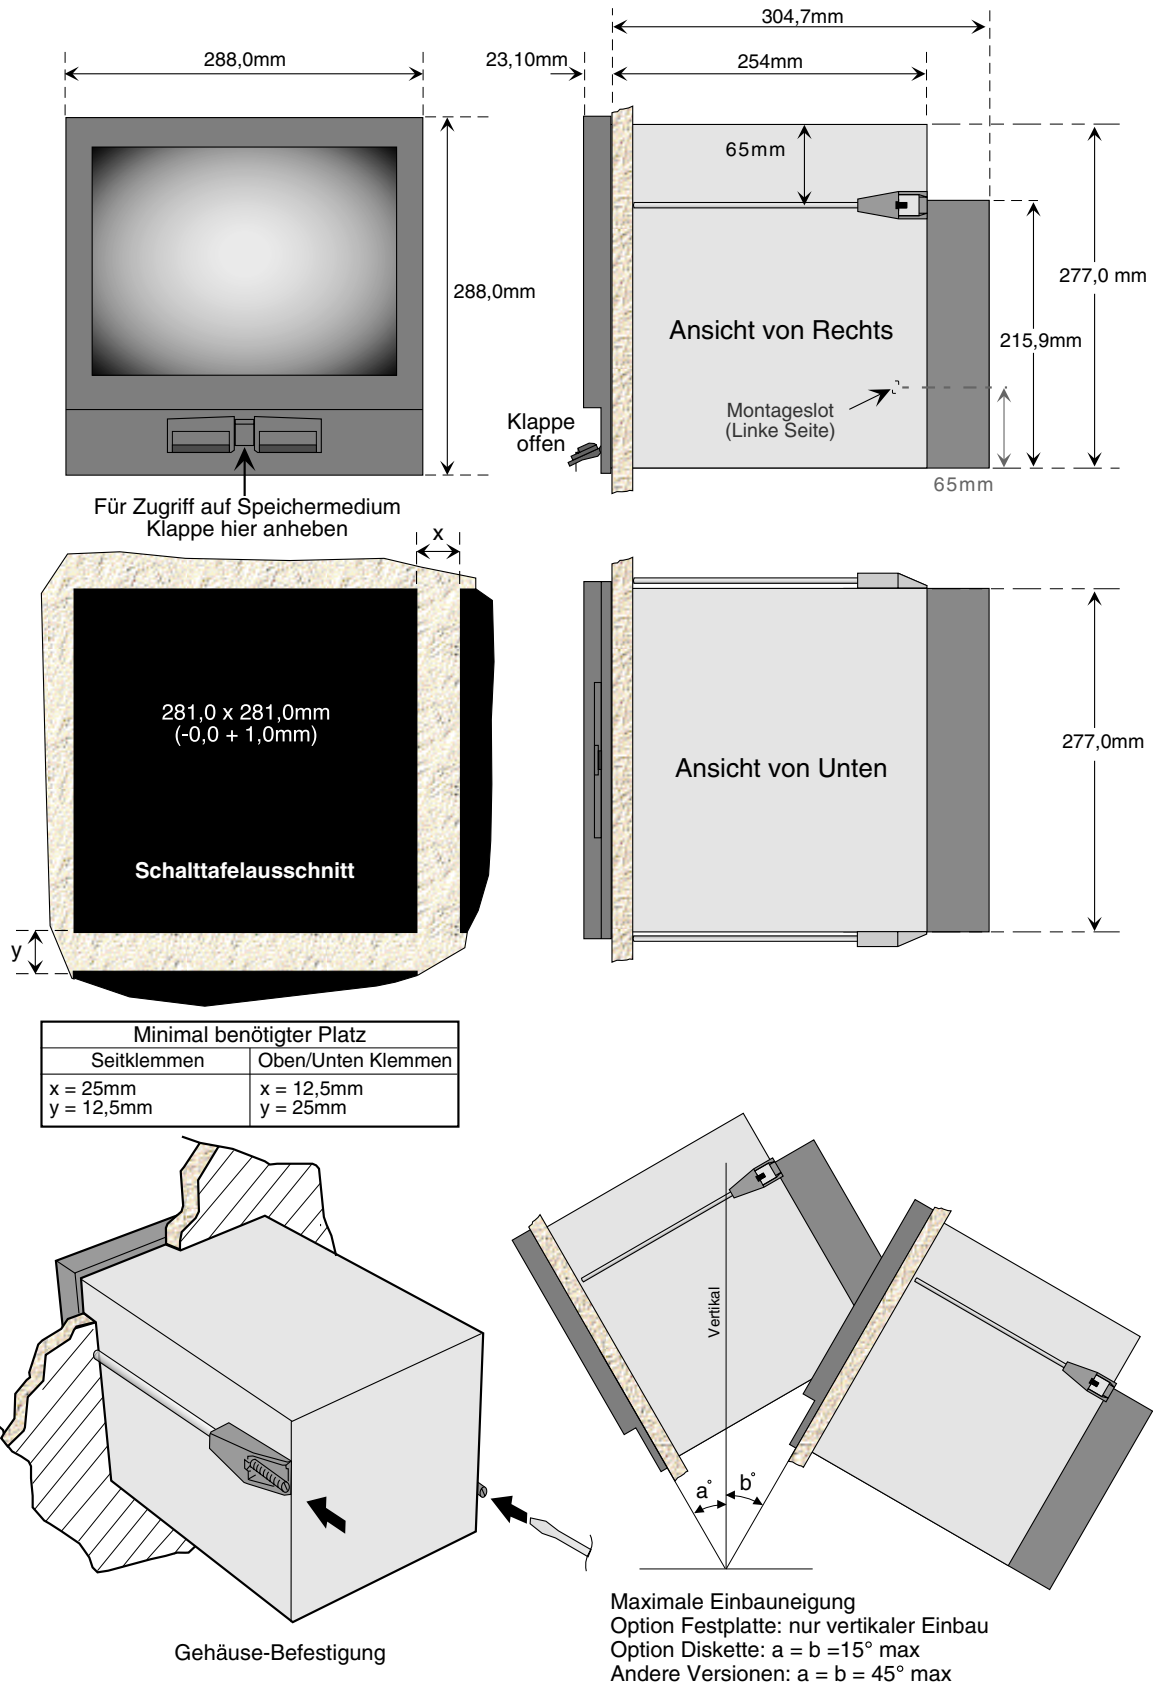 304,7mm
288,0mm
23,10mm
254mm
65mm
277,0 mm
288,0mm
Ansicht von Rechts
215,9mm
Montageslot
(Linke Seite)
Klappe
offen
65mm
Für Zugriff auf Speichermedium
Klappe hier anheben
x
281,0 x 281,0mm
(-0,0 + 1,0mm)
Schalttafelausschnitt
y
277,0mm
Ansicht von Unten
Minimal benötigter Platz
Seitklemmen Oben/Unten Klemmen
x = 25mm x = 12,5mm
y = 12,5mm y = 25mm
Vertikal
a° b°
Gehäuse-Befestigung
Maximale Einbauneigung
Option Festplatte: nur vertikaler Einbau
Option Diskette: a = b =15° max
Andere Versionen: a = b = 45° max